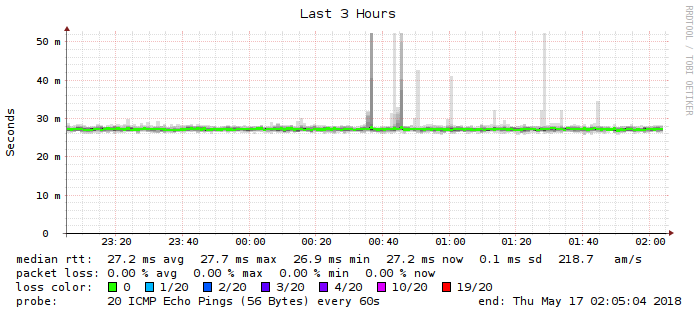 Last 3 Hours
RRDTOOL / TOBI OETIKER
Seconds
50 m
40 m
30 m
20 m
10 m
0
23:20 23:40 00:00 00:20 00:40 01:00 01:20 01:40 02:00
median rtt: 27.2 ms avg 27.7 ms max 26.9 ms min 27.2 ms now 0.1 ms sd 218.7 am/s
packet loss: 0.00 % avg 0.00 % max 0.00 % min 0.00 % now
loss color: 0 1/20 2/20 3/20 4/20 10/20 19/20
probe: 20 ICMP Echo Pings (56 Bytes) every 60s end: Thu May 17 02:05:04 2018